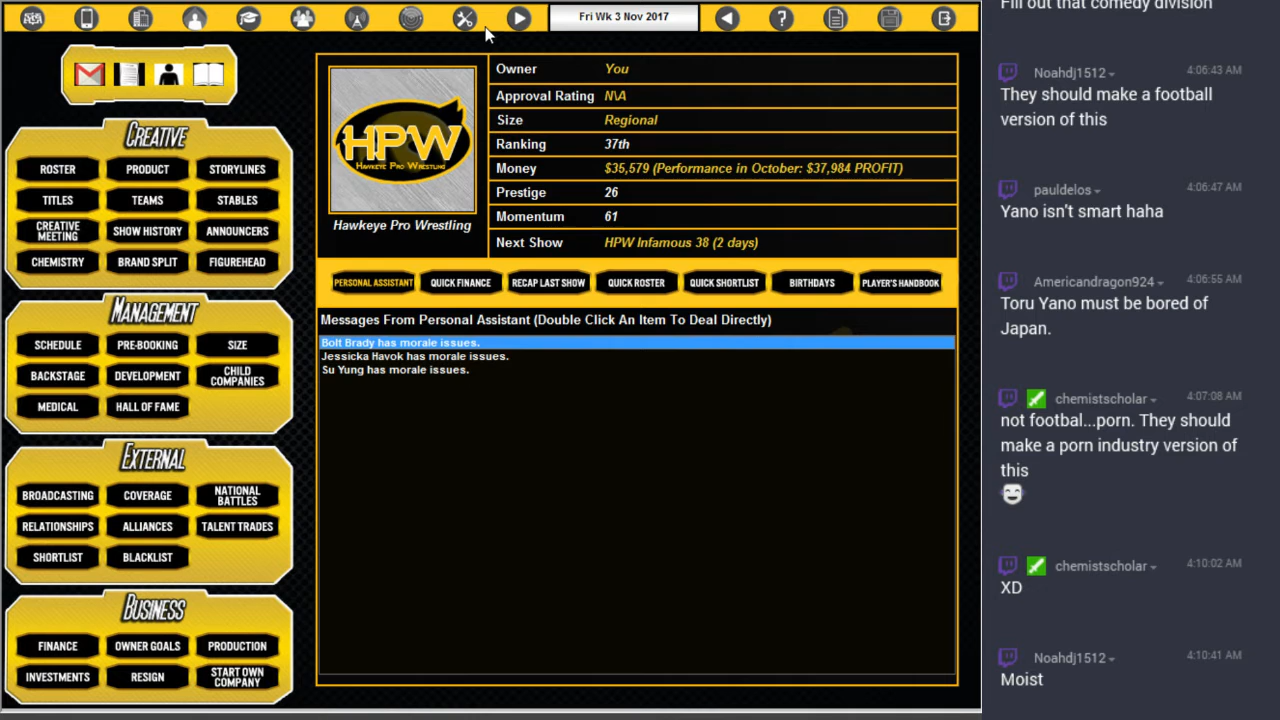 Fri Wk 3 Nov 2017
CREATIVE
ROSTER
PRODUCT
STORYLINES
TITLES
TEAMS
STABLES
CREATIVE MEETING
SHOW HISTORY
ANNOUNCERS
CHEMISTRY
BRAND SPLIT
FIGUREHEAD
MANAGEMENT
SCHEDULE
PRE-BOOKING
SIZE
BACKSTAGE
DEVELOPMENT
CHILD COMPANIES
MEDICAL
HALL OF FAME
EXTERNAL
BROADCASTING
COVERAGE
NATIONAL BATTLES
RELATIONSHIPS
ALLIANCES
TALENT TRADES
SHORTLIST
BLACKLIST
BUSINESS
FINANCE
OWNER GOALS
PRODUCTION
INVESTMENTS
RESIGN
START OWN COMPANY
HPW
HAWKEYE PRO WRESTLING
Hawkeye Pro Wrestling
Owner You
Approval Rating N\A
Size Regional
Ranking 37th
Money $35,579 (Performance in October: $37,984 PROFIT)
Prestige 26
Momentum 61
Next Show HPW Infamous 38 (2 days)
PERSONAL ASSISTANT
QUICK FINANCE
RECAP LAST SHOW
QUICK ROSTER
QUICK SHORTLIST
BIRTHDAYS
PLAYER'S HANDBOOK
Messages From Personal Assistant (Double Click An Item To Deal Directly)
Bolt Brady has morale issues.
Jessicka Havok has morale issues.
Su Yung has morale issues.
Fill out that comedy division
Noahdj1512 4:06:43 AM
They should make a football
version of this
pauldelos 4:06:47 AM
Yano isn't smart haha
Americandragon924 4:06:55 AM
Toru Yano must be bored of
Japan.
chemistscholar 4:07:08 AM
not footbal...porn. They should
make a porn industry version of
this
chemistscholar 4:10:02 AM
XD
Noahdj1512 4:10:41 AM
Moist